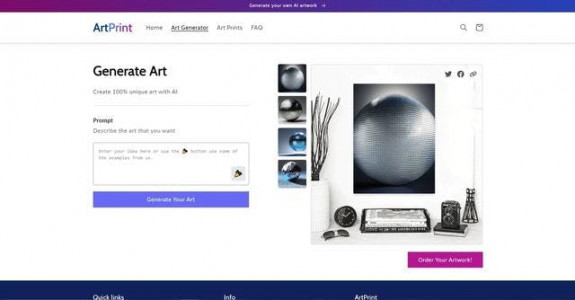 Generate your own AI artwork →
ArtPrint
Home Art Generator Art Prints FAQ
Generate Art
Create 100% unique art with AI
Prompt
Describe the art that you want
Enter your Idea here or use the button use some of
the examples from us.
Generate Your Art
Order Your Artwork!
Quick links Info ArtPrint